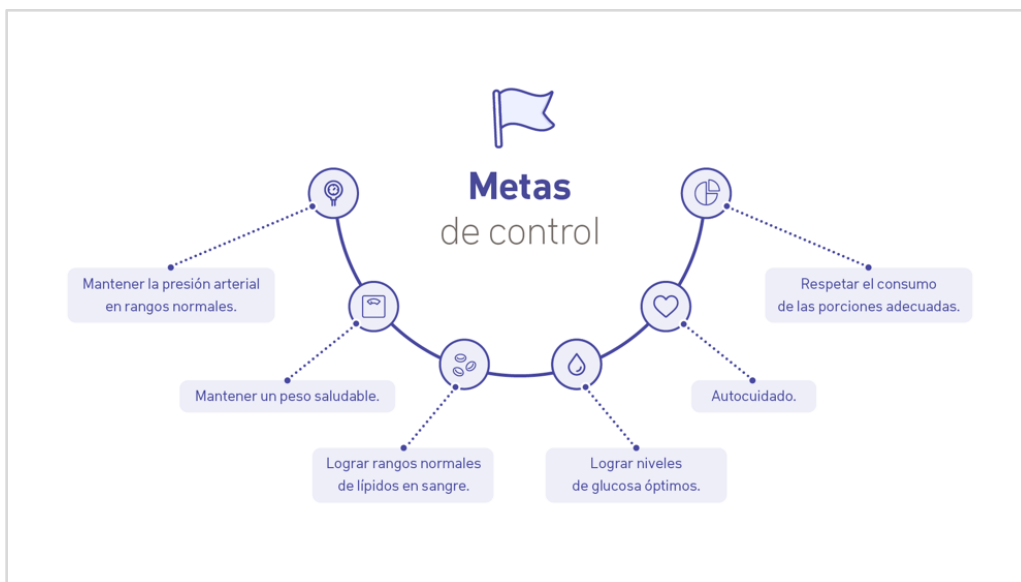 Metas
de control
Mantener la presión arterial
en rangos normales.
Mantener un peso saludable.
Lograr rangos normales
de lípidos en sangre.
Lograr niveles
de glucosa óptimos.
Autocuidado.
Respetar el consumo
de las porciones adecuadas.